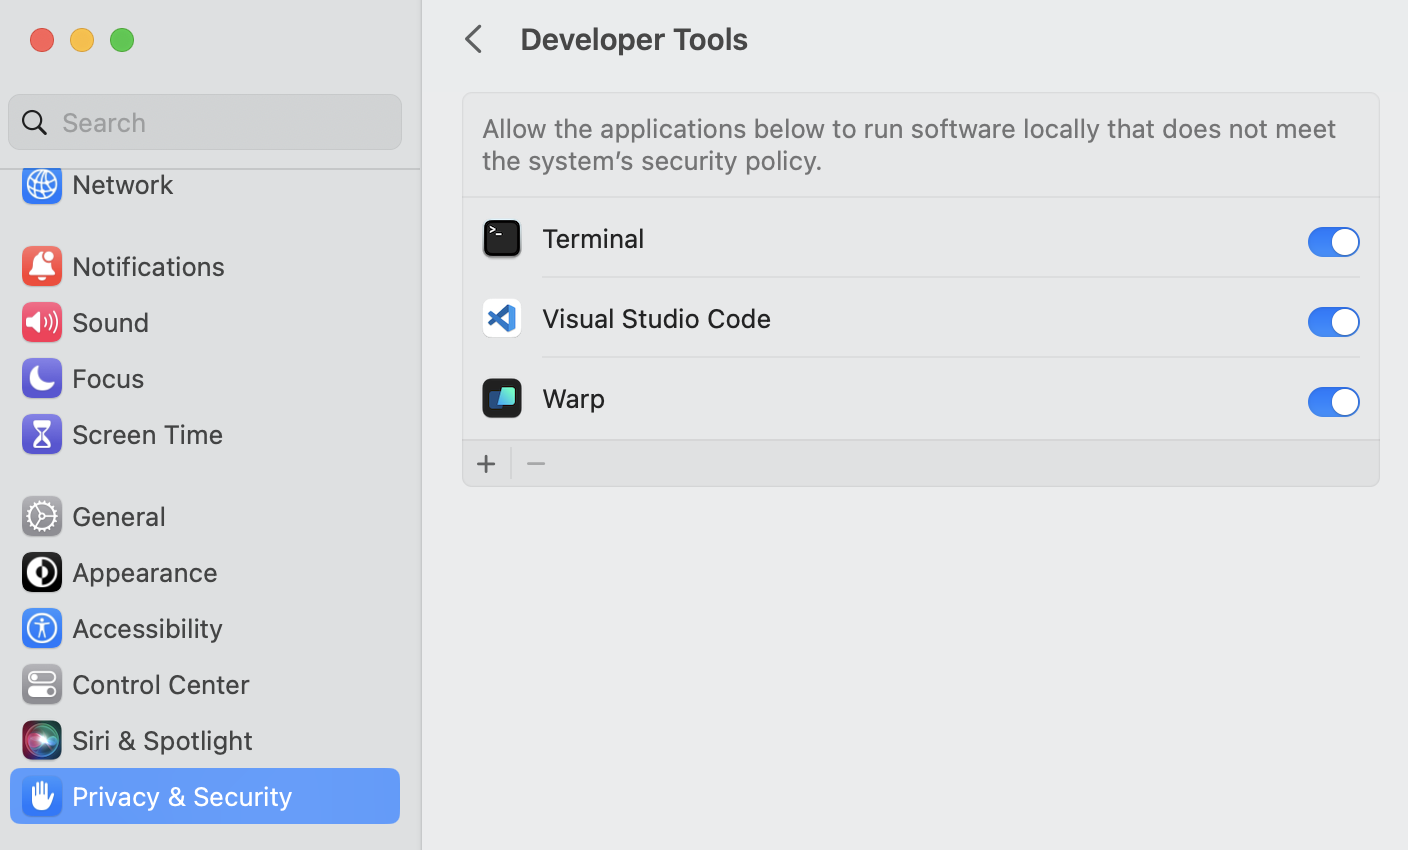 Search
Network
Notifications
Sound
Focus
Screen Time
General
Appearance
Accessibility
Control Center
Siri & Spotlight
Privacy & Security
Developer Tools
Allow the applications below to run software locally that does not meet
the system’s security policy.
Terminal
Visual Studio Code
Warp